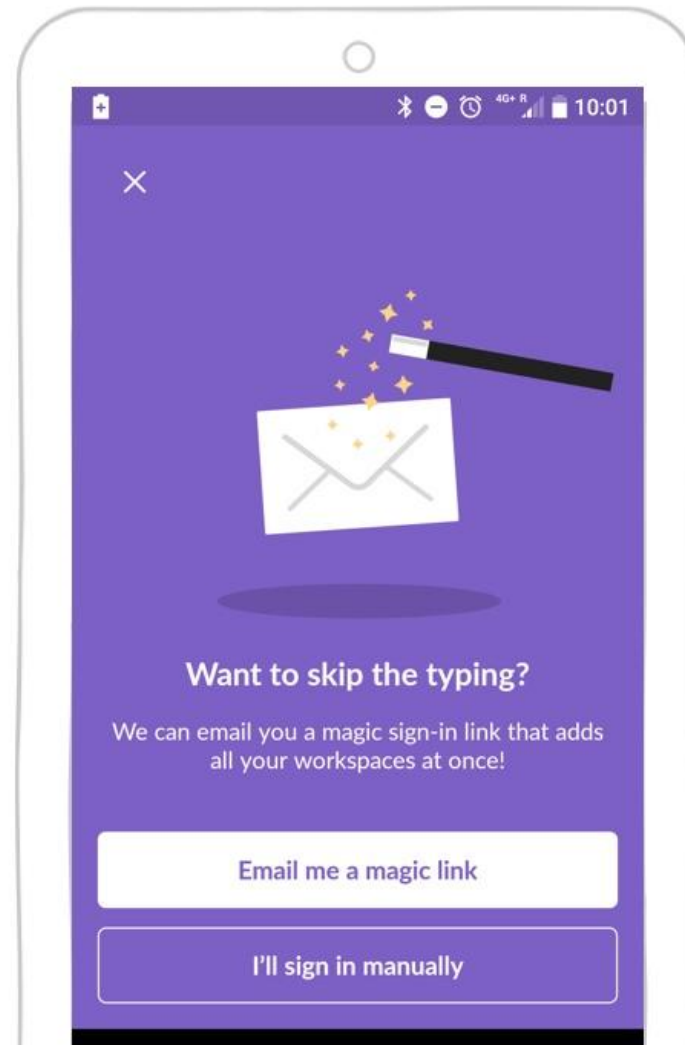 4G+ R 10:01
Want to skip the typing?
We can email you a magic sign-in link that adds
all your workspaces at once!
Email me a magic link
I’ll sign in manually